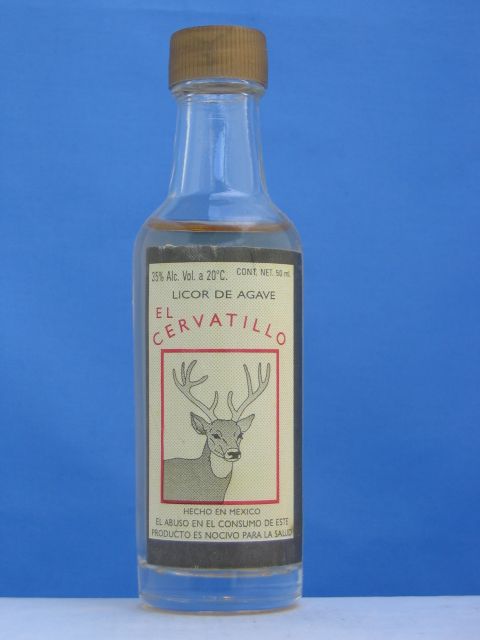 35% Alc. Vol. a 20°C. CONT. NET. 50 ml.
LICOR DE AGAVE
EL
CERVATILLO
HECHO EN MEXICO
EL ABUSO EN EL CONSUMO DE ESTE
PRODUCTO ES NOCIVO PARA LA SALUD